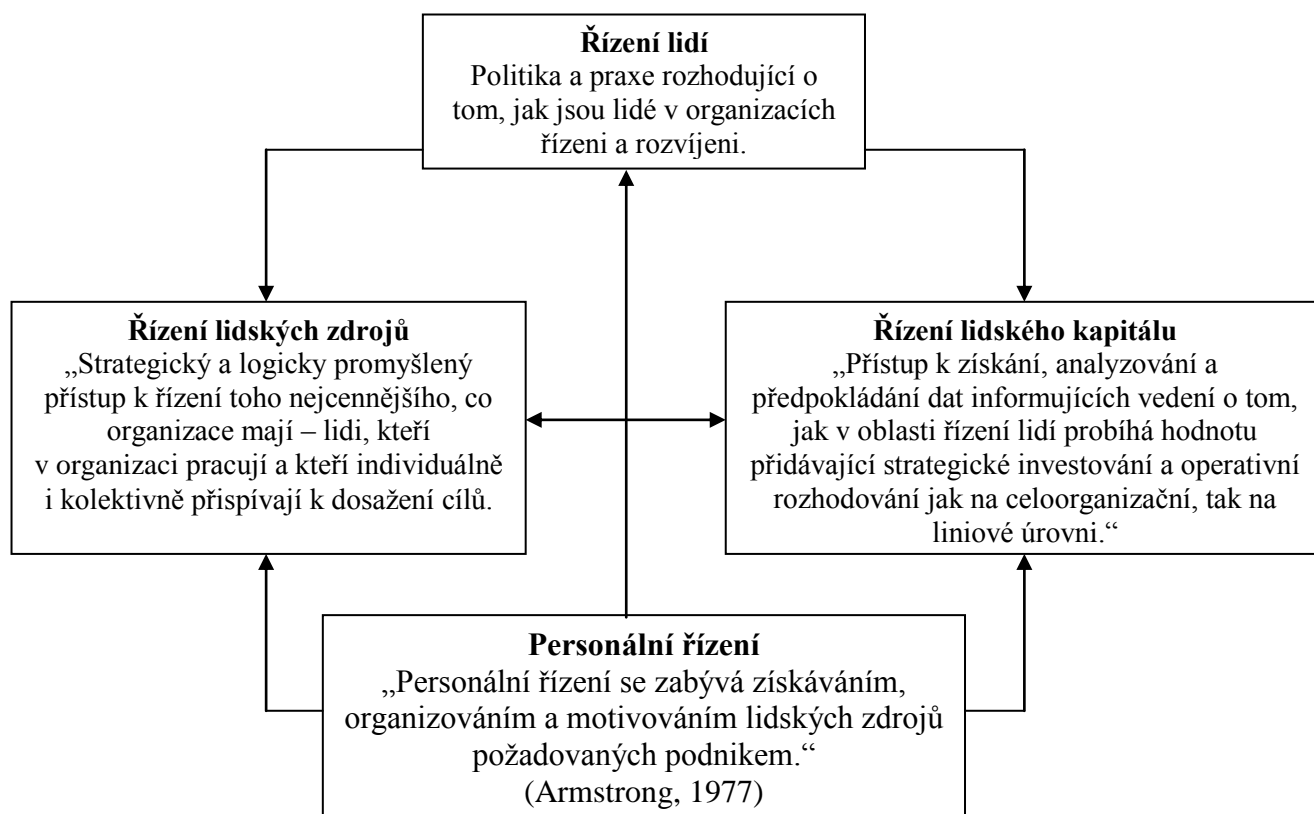 Řízení lidí
Politika a praxe rozhodující o
tom, jak jsou lidé v organizacích
řízeni a rozvíjeni.
Řízení lidských zdrojů
„Strategický a logicky promyšlený
přístup k řízení toho nejcennějšího, co
organizace mají – lidi, kteří
v organizaci pracují a kteří individuálně
i kolektivně přispívají k dosažení cílů.
Řízení lidského kapitálu
„Přístup k získání, analyzování a
předpokládání dat informujících vedení o tom,
jak v oblasti řízení lidí probíhá hodnotu
přidávající strategické investování a operativní
rozhodování jak na celoorganizační, tak na
liniové úrovni.“
Personální řízení
„Personální řízení se zabývá získáváním,
organizováním a motivováním lidských zdrojů
požadovaných podnikem.“
(Armstrong, 1977)